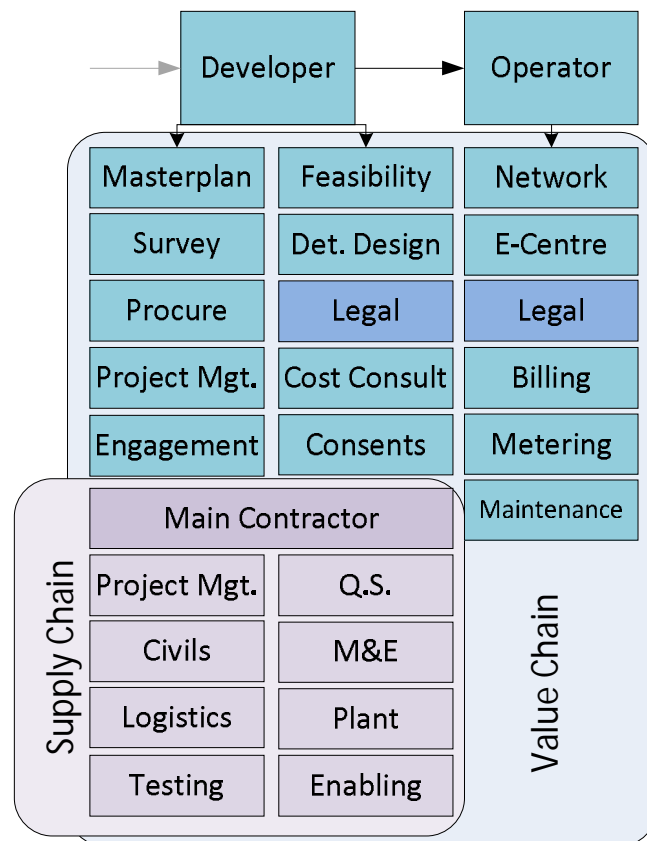 Developer
Operator
Masterplan
Feasibility
Network
Survey
Det. Design
E-Centre
Procure
Legal
Legal
Project Mgt.
Cost Consult
Billing
Engagement
Consents
Metering
Main Contractor
Maintenance
Project Mgt.
Q.S.
Civils
M&E
Logistics
Plant
Testing
Enabling
Supply Chain
Value Chain